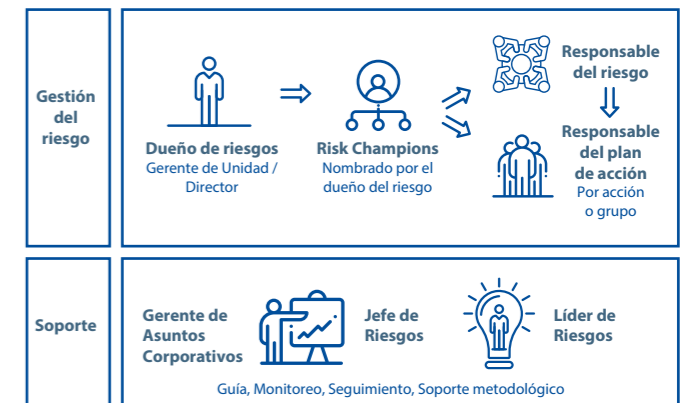 Gestión
del
riesgo
Dueño de riesgos
Gerente de Unidad /
Director
Risk Champions
Nombrado por el
dueño del riesgo
Responsable
del riesgo
Responsable
del plan
de acción
Por acción
o grupo
Soporte
Gerente de
Asuntos
Corporativos
Jefe de
Riesgos
Líder de
Riesgos
Guía, Monitoreo, Seguimiento, Soporte metodológico